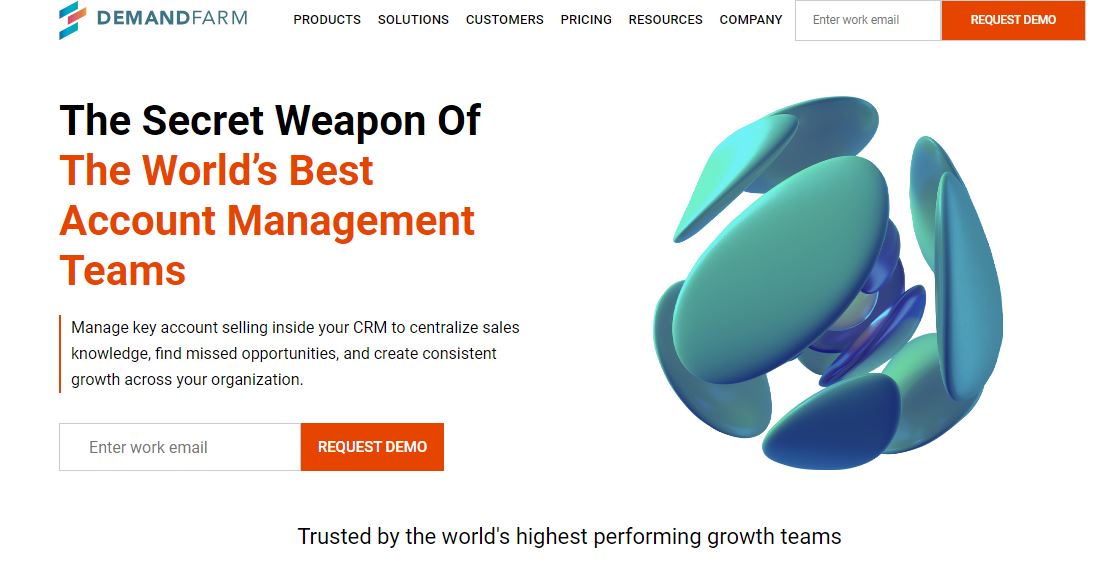 DEMANDFARM
PRODUCTS SOLUTIONS CUSTOMERS PRICING RESOURCES COMPANY Enter work email REQUEST DEMO
The Secret Weapon Of
The World’s Best
Account Management
Teams
Manage key account selling inside your CRM to centralize sales
knowledge, find missed opportunities, and create consistent
growth across your organization.
Enter work email REQUEST DEMO
Trusted by the world's highest performing growth teams